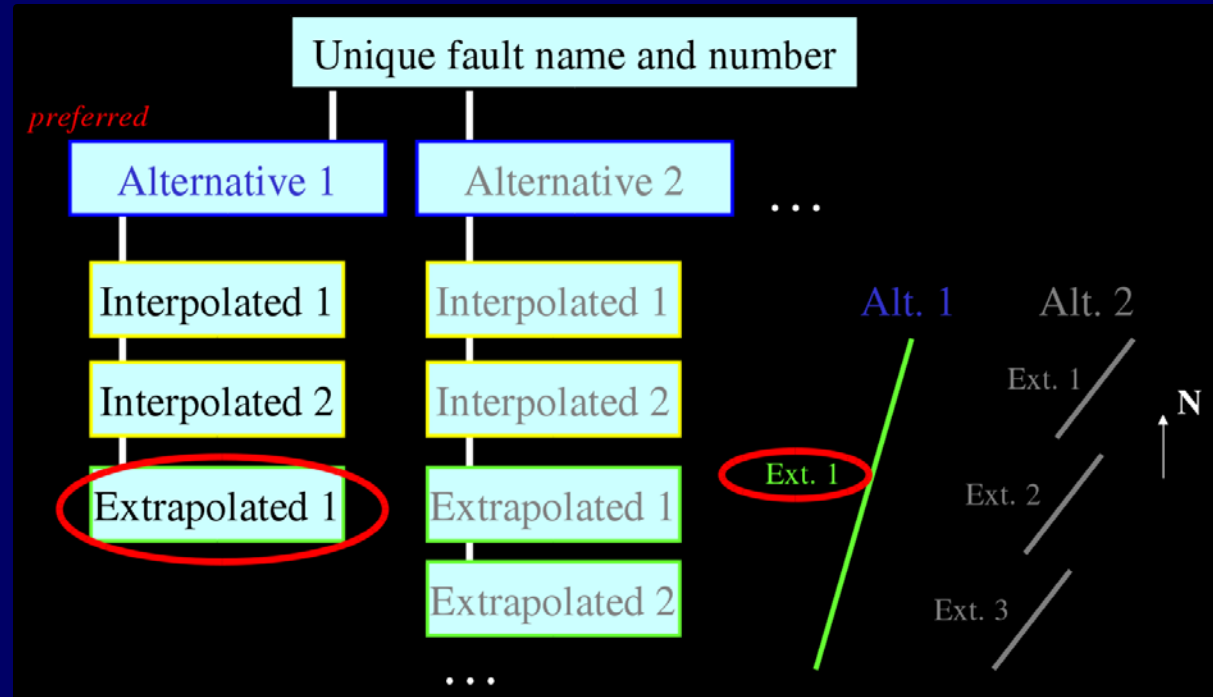 Unique fault name and number
preferred
Alternative 1
Alternative 2
...
Interpolated 1
Interpolated 2
Extrapolated 1
Interpolated 1
Interpolated 2
Extrapolated 1
Extrapolated 2
...
Alt. 1
Ext. 1
Alt. 2
Ext. 1
Ext. 2
Ext. 3
N